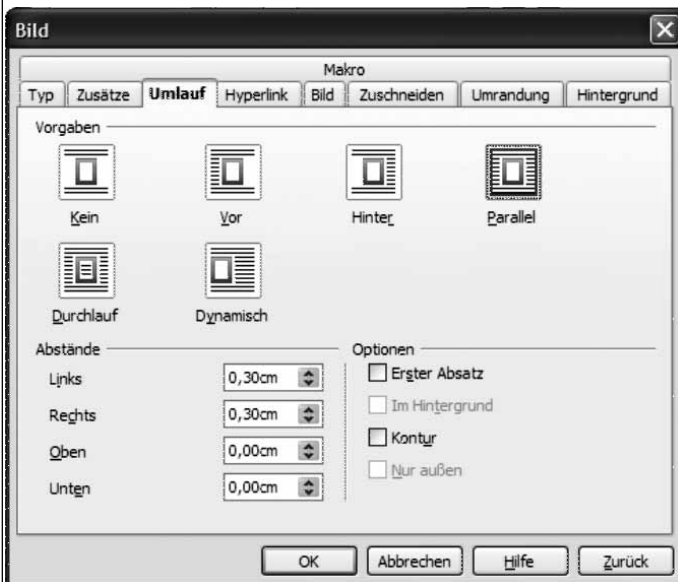 Bild
Makro
Typ Zusätze Umlauf Hyperlink Bild Zuschneiden Umrandung Hintergrund
Vorgaben
Kein Vor Hinter Parallel
Durchlauf Dynamisch
Abstände Optionen
Links 0,30cm Erster Absatz
Rechts 0,30cm Im Hintergrund
Oben 0,00cm Kontur
Unten 0,00cm Nur außen
OK Abbrechen Hilfe Zurück